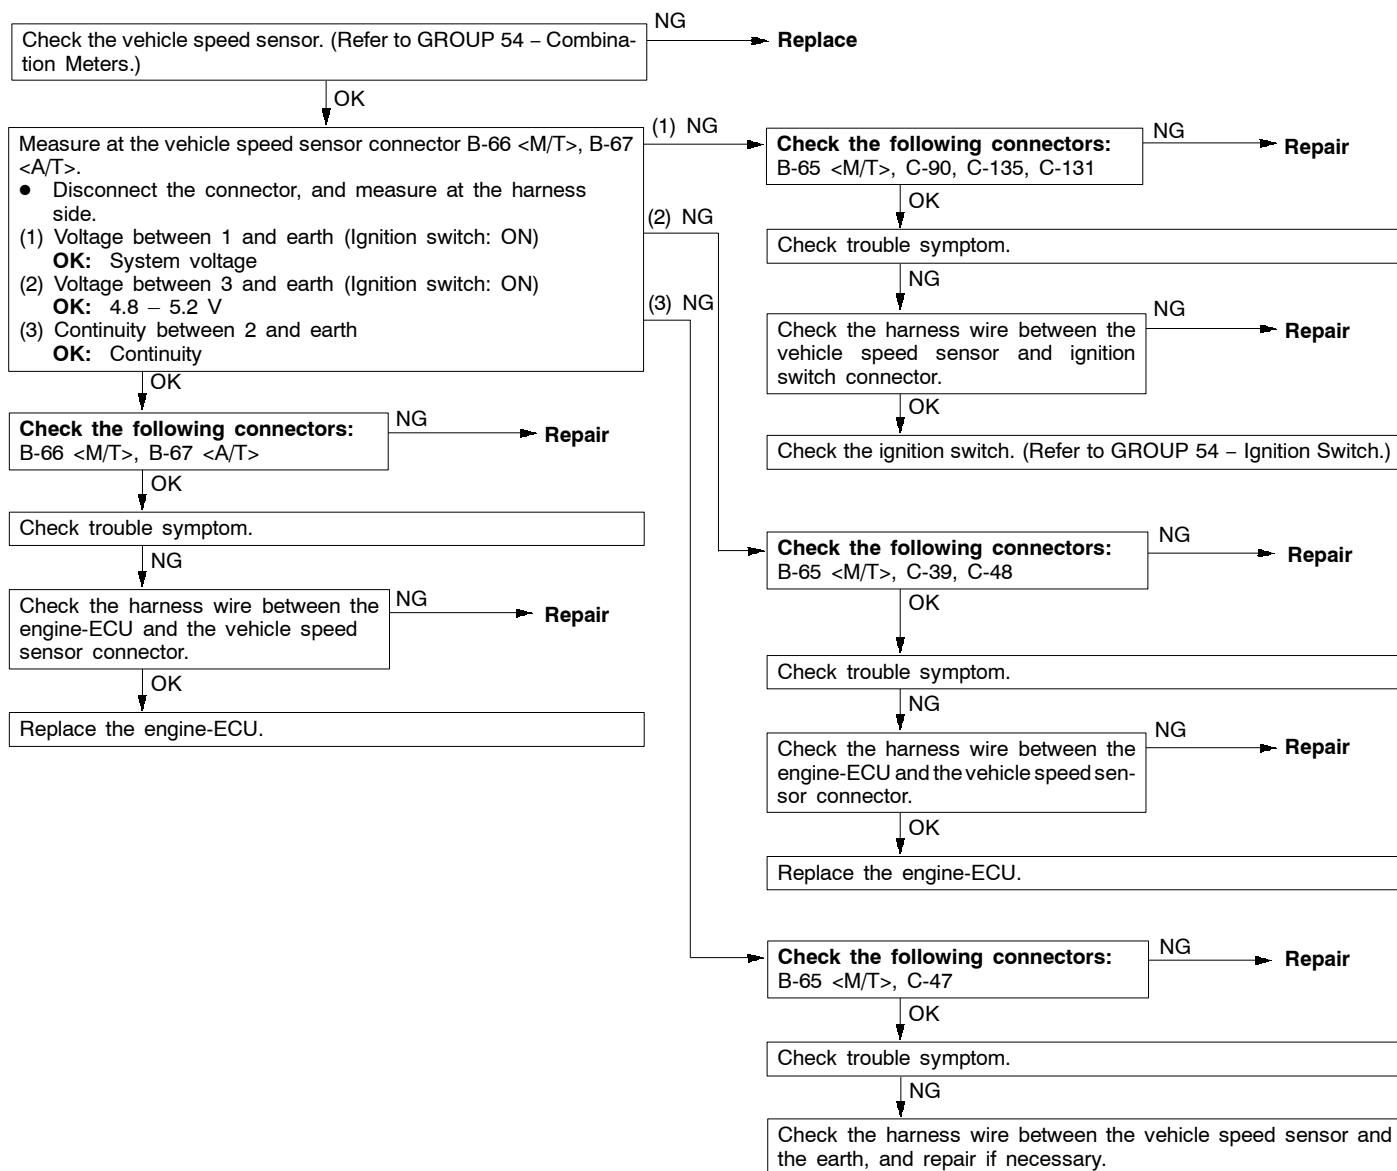 Check the vehicle speed sensor. (Refer to GROUP 54 – Combina-
tion Meters.)
NG
Replace
OK
Measure at the vehicle speed sensor connector B-66 <M/T>, B-67
<A/T>.
● Disconnect the connector, and measure at the harness
side.
(1) Voltage between 1 and earth (Ignition switch: ON)
OK: System voltage
(2) Voltage between 3 and earth (Ignition switch: ON)
OK: 4.8 – 5.2 V
(3) Continuity between 2 and earth
OK: Continuity
OK
Check the following connectors:
B-66 <M/T>, B-67 <A/T>
NG
Repair
OK
Check trouble symptom.
NG
Check the harness wire between the
engine-ECU and the vehicle speed
sensor connector.
NG
Repair
OK
Replace the engine-ECU.
(1) NG
Check the following connectors:
B-65 <M/T>, C-90, C-135, C-131
NG
Repair
OK
Check trouble symptom.
NG
Check the harness wire between the
vehicle speed sensor and ignition
switch connector.
NG
Repair
OK
Check the ignition switch. (Refer to GROUP 54 – Ignition Switch.)
(2) NG
Check the following connectors:
B-65 <M/T>, C-39, C-48
NG
Repair
OK
Check trouble symptom.
NG
Check the harness wire between the
engine-ECU and the vehicle speed sen-
sor connector.
NG
Repair
OK
Replace the engine-ECU.
(3) NG
Check the following connectors:
B-65 <M/T>, C-47
NG
Repair
OK
Check trouble symptom.
NG
Check the harness wire between the vehicle speed sensor and
the earth, and repair if necessary.